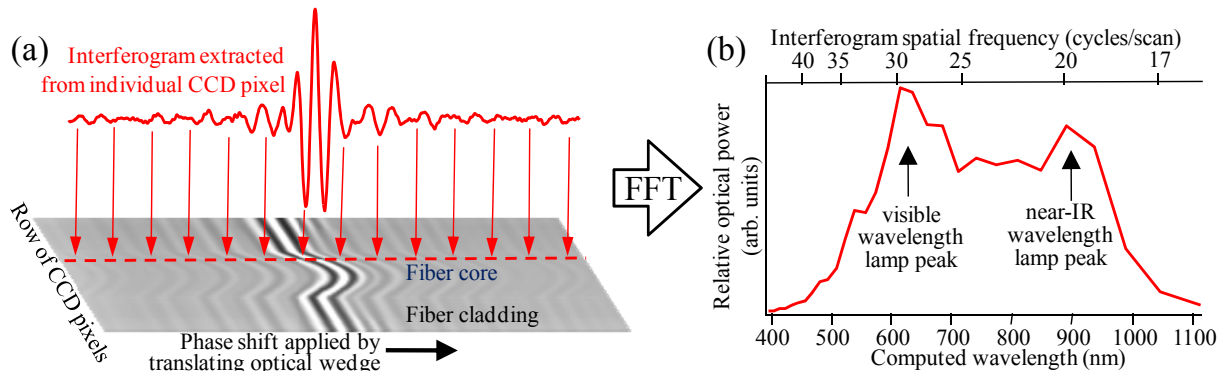 (a)
Interferogram extracted
from individual CCD pixel
Row of CCD pixels
Fiber core
Fiber cladding
Phase shift applied by
translating optical wedge
FFT
(b)
Interferogram spatial frequency (cycles/scan)
40 35 30 25 20 17
Relative optical power
(arb. units)
visible
wavelength
lamp peak
near-IR
wavelength
lamp peak
400 500 600 700 800 900 1000 1100
Computed wavelength (nm)